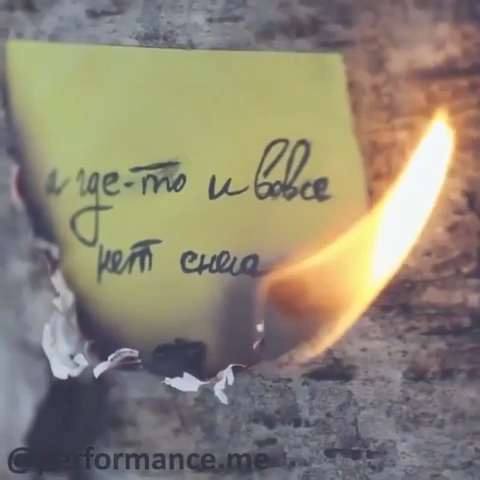 а где-то и вовсе
нет снега
@performance.me